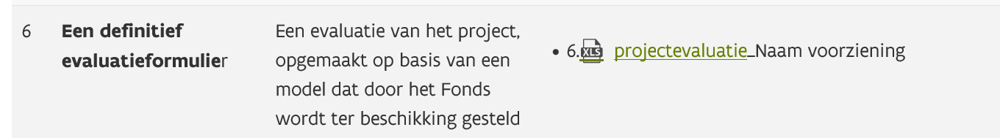 6
Een definitief
evaluatieformulier
Een evaluatie van het project,
opgemaakt op basis van een
model dat door het Fonds
wordt ter beschikking gesteld
• 6. XLS projectevaluatie_Naam voorziening